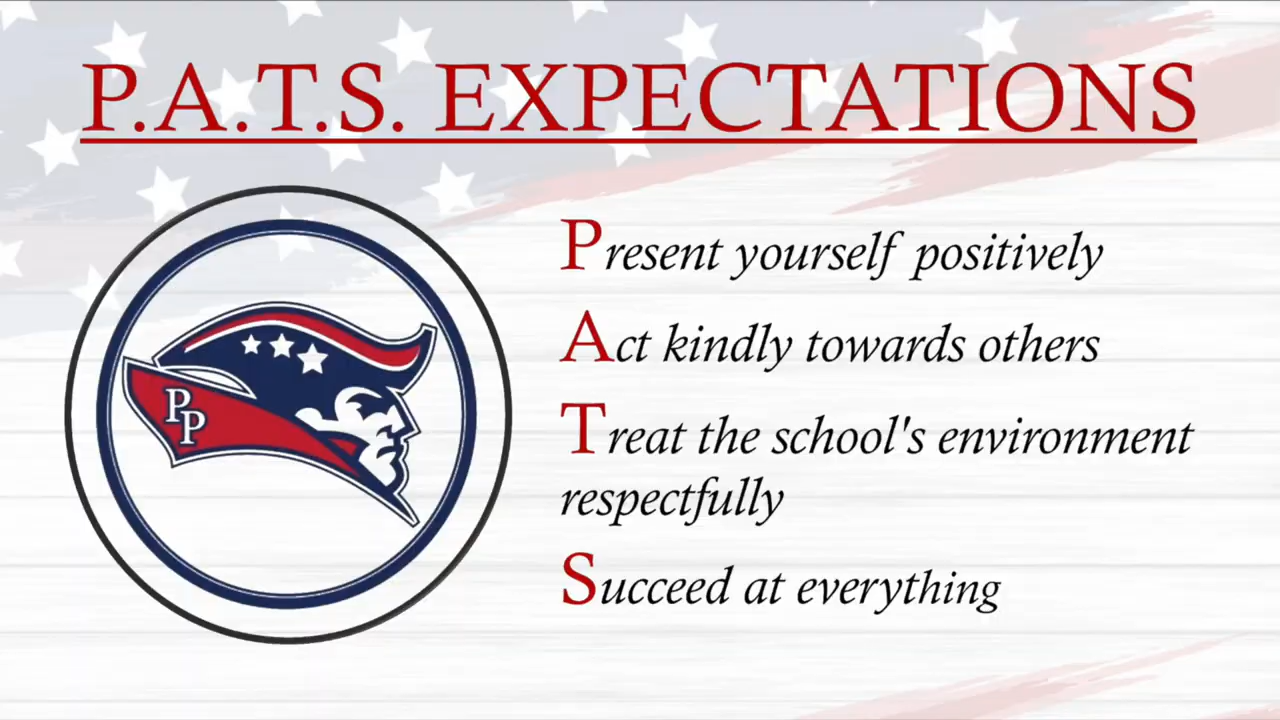 P.A.T.S. EXPECTATIONS
Present yourself positively
Act kindly towards others
PP
Treat the school's environment
respectfully
Succeed at everything